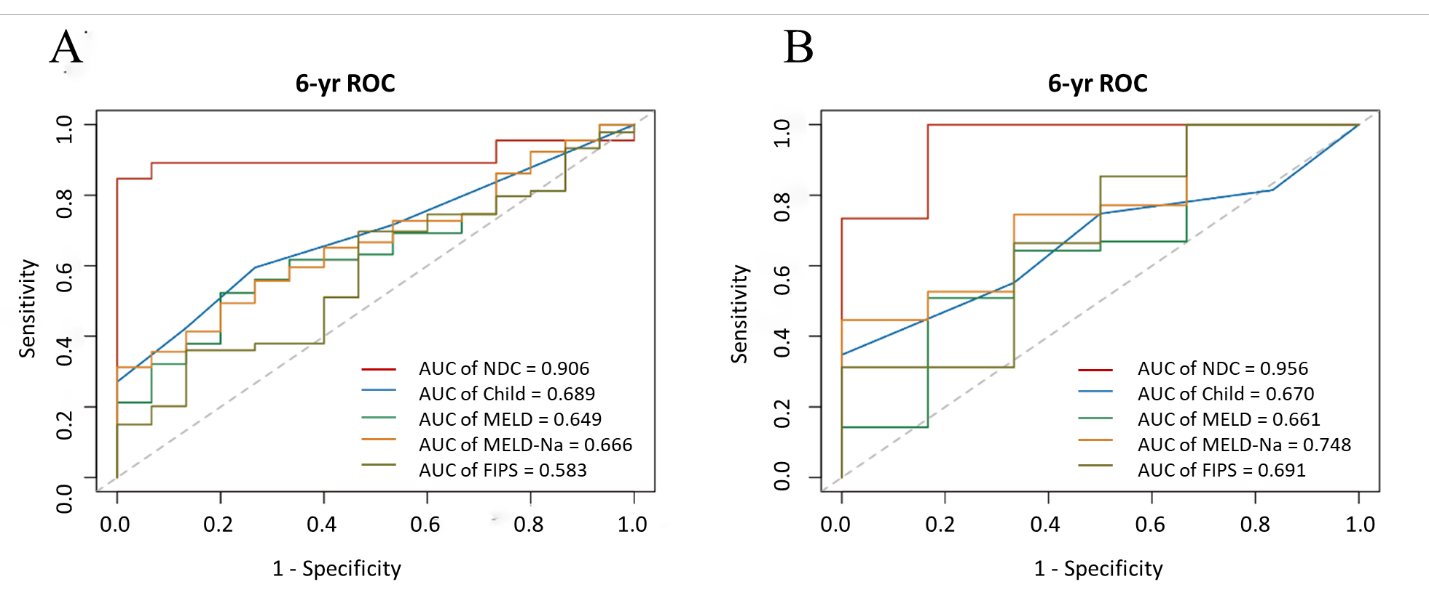 A
6-yr ROC
Sensitivity
1.0
0.8
0.6
0.4
0.2
0.0
AUC of NDC = 0.906
AUC of Child = 0.689
AUC of MELD = 0.649
AUC of MELD-Na = 0.666
AUC of FIPS = 0.583
0.0 0.2 0.4 0.6 0.8 1.0
1 - Specificity
B
6-yr ROC
Sensitivity
1.0
0.8
0.6
0.4
0.2
0.0
AUC of NDC = 0.956
AUC of Child = 0.670
AUC of MELD = 0.661
AUC of MELD-Na = 0.748
AUC of FIPS = 0.691
0.0 0.2 0.4 0.6 0.8 1.0
1 - Specificity